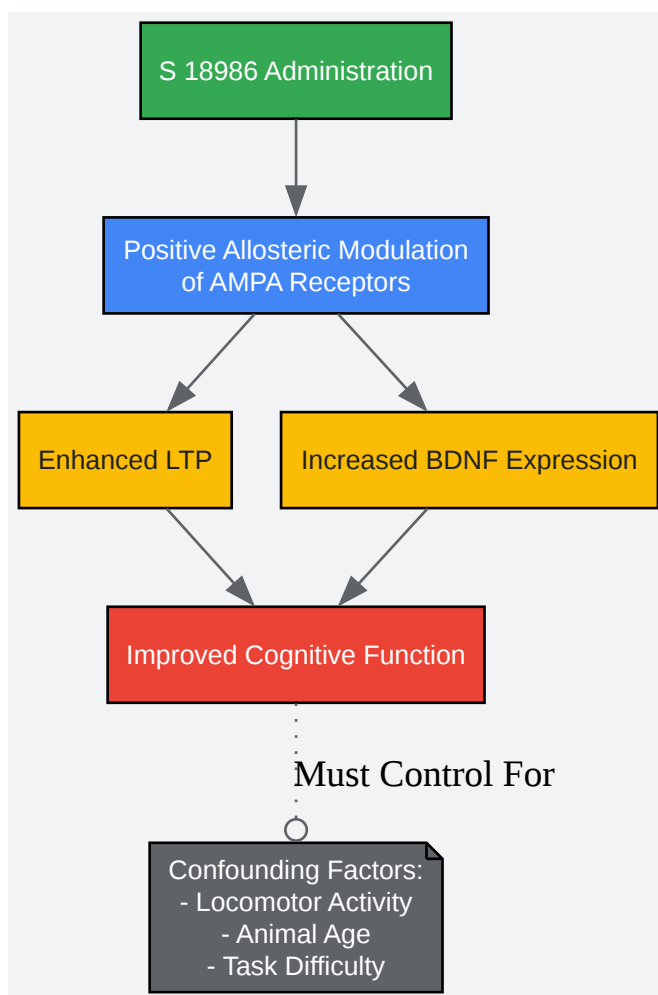 S 18986 Administration
Positive Allosteric Modulation
of AMPA Receptors
Enhanced LTP
Increased BDNF Expression
Improved Cognitive Function
Must Control For
Confounding Factors:
- Locomotor Activity
- Animal Age
- Task Difficulty